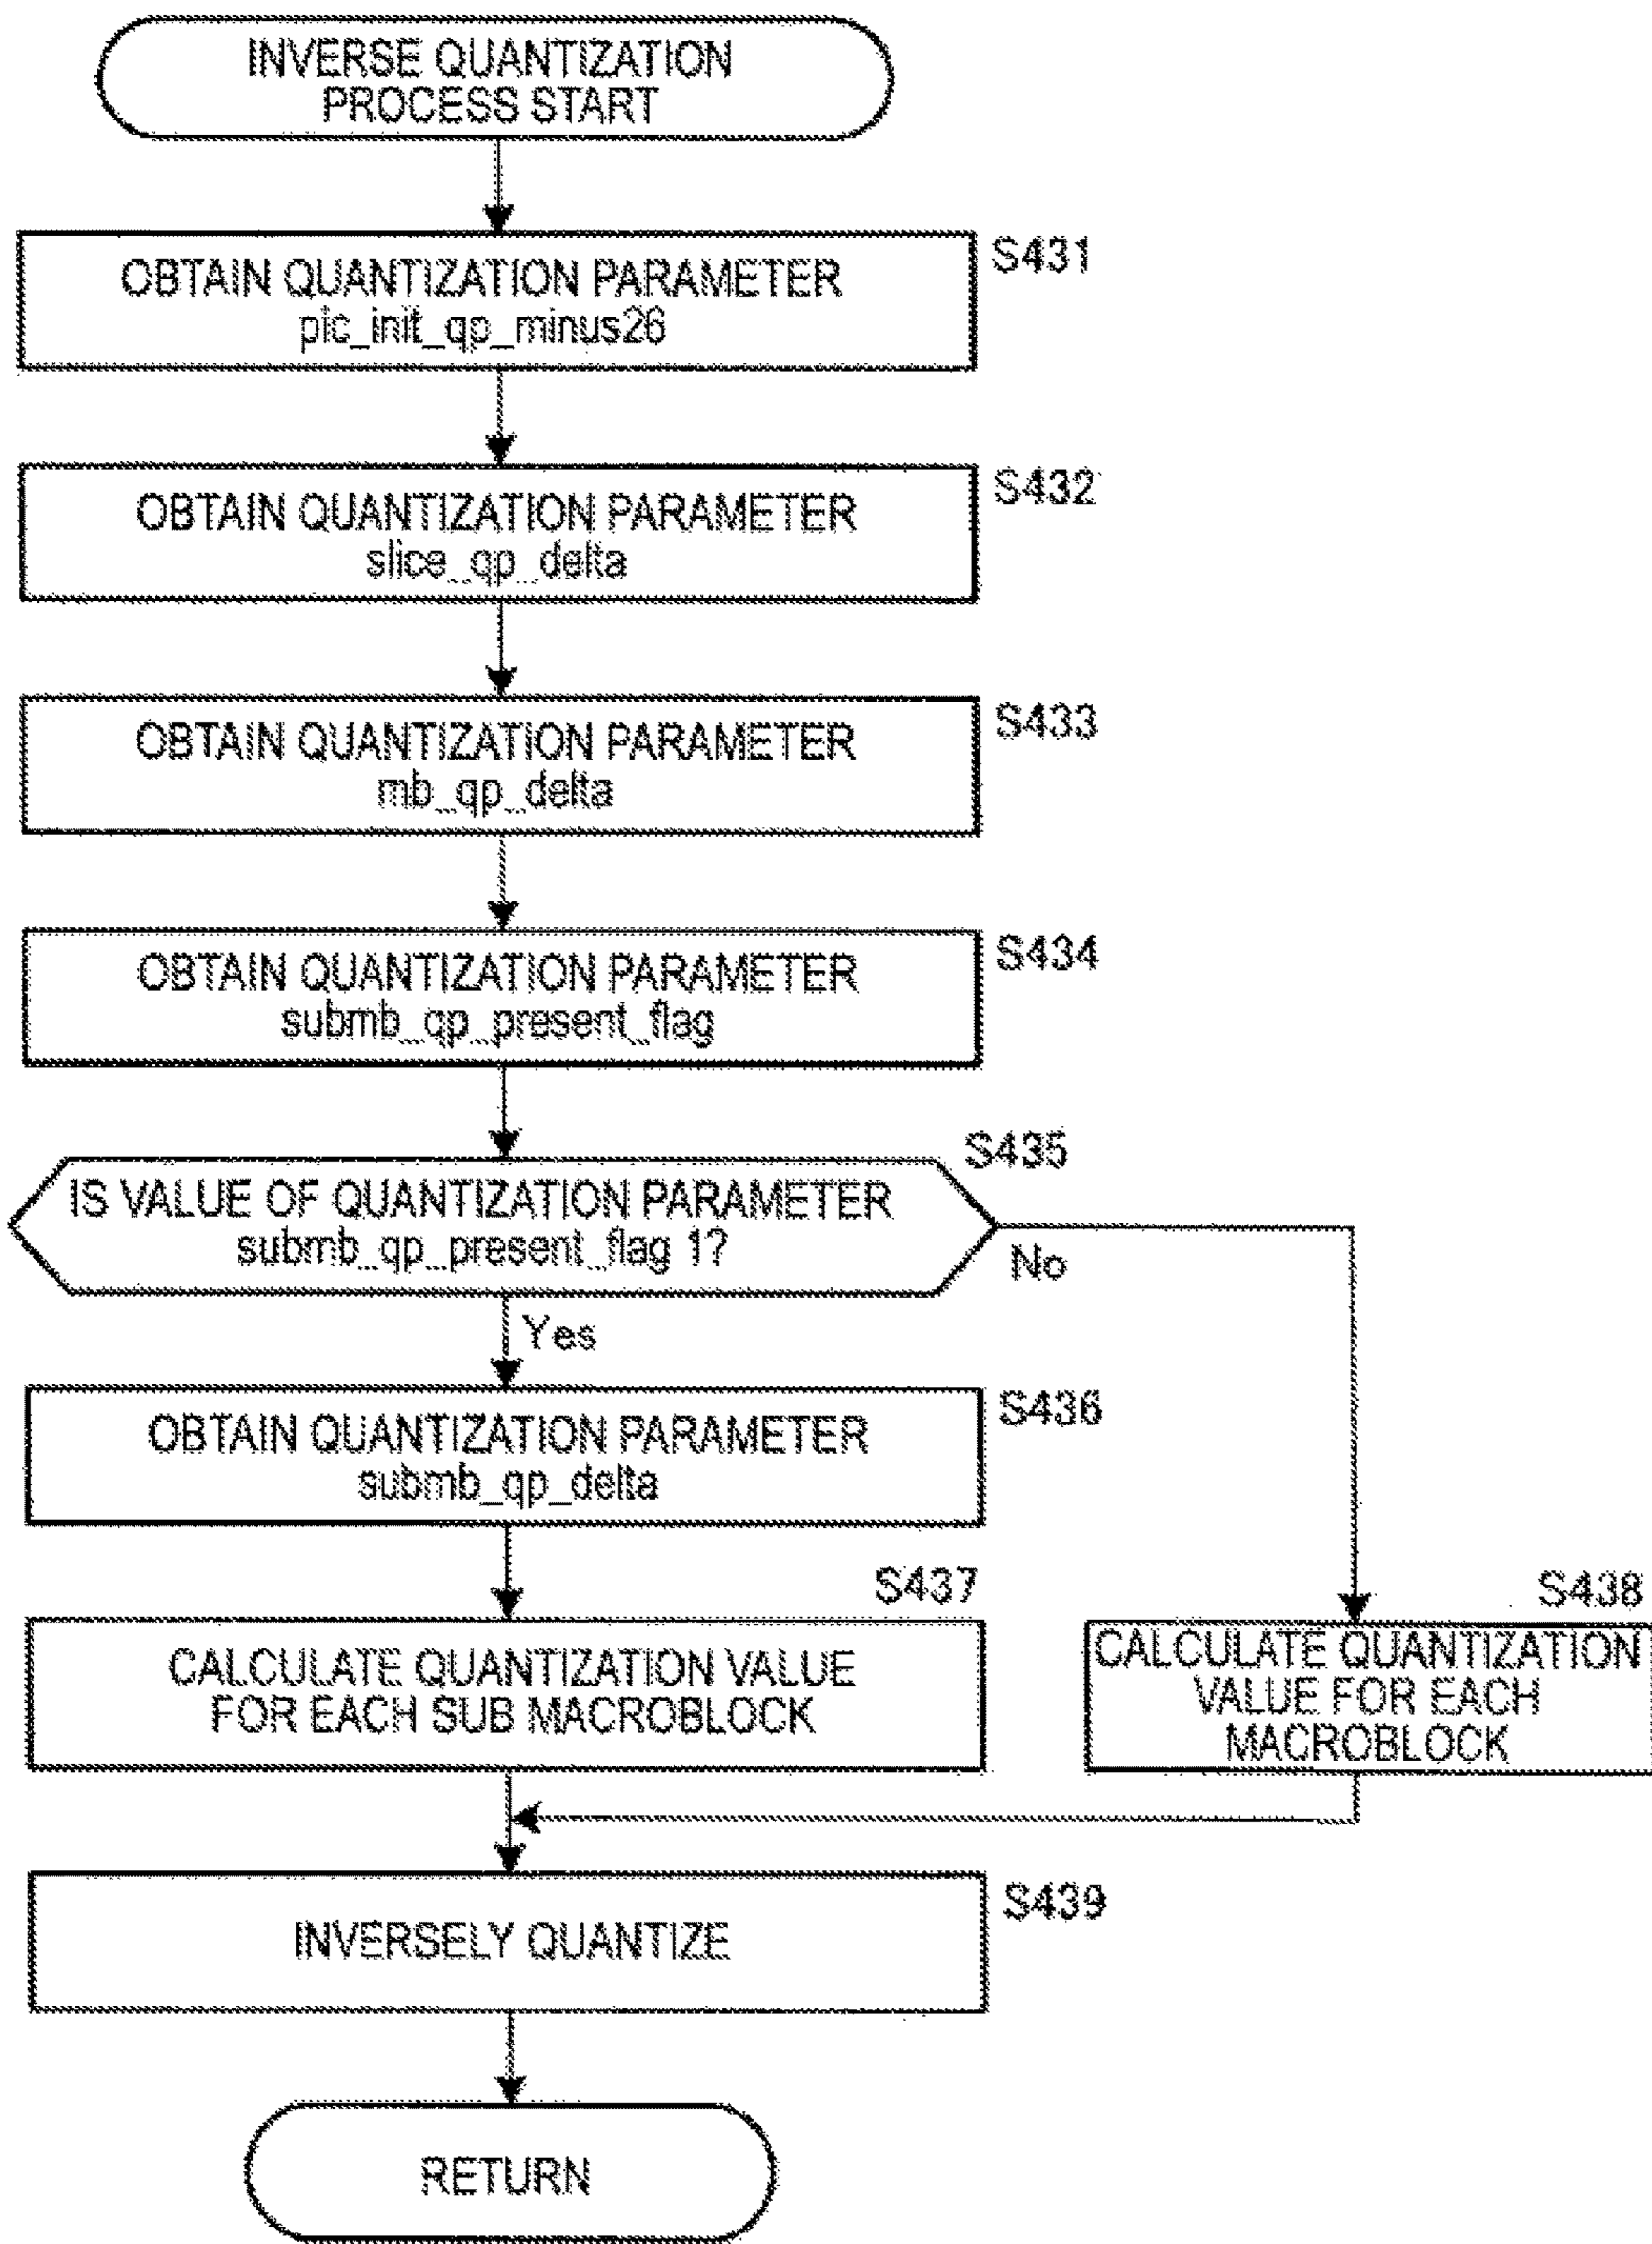 INVERSE QUANTIZATION
PROCESS START
S431
OBTAIN QUANTIZATION PARAMETER
pic_init_qp_minus26
S432
OBTAIN QUANTIZATION PARAMETER
slice_qp_delta
S433
OBTAIN QUANTIZATION PARAMETER
mb_qp_delta
S434
OBTAIN QUANTIZATION PARAMETER
submb_qp_present_flag
S435
IS VALUE OF QUANTIZATION PARAMETER
submb_qp_present_flag 1?
No
Yes
S436
OBTAIN QUANTIZATION PARAMETER
submb_qp_delta
S437
CALCULATE QUANTIZATION VALUE
FOR EACH SUB MACROBLOCK
S438
CALCULATE QUANTIZATION
VALUE FOR EACH
MACROBLOCK
S439
INVERSELY QUANTIZE
RETURN